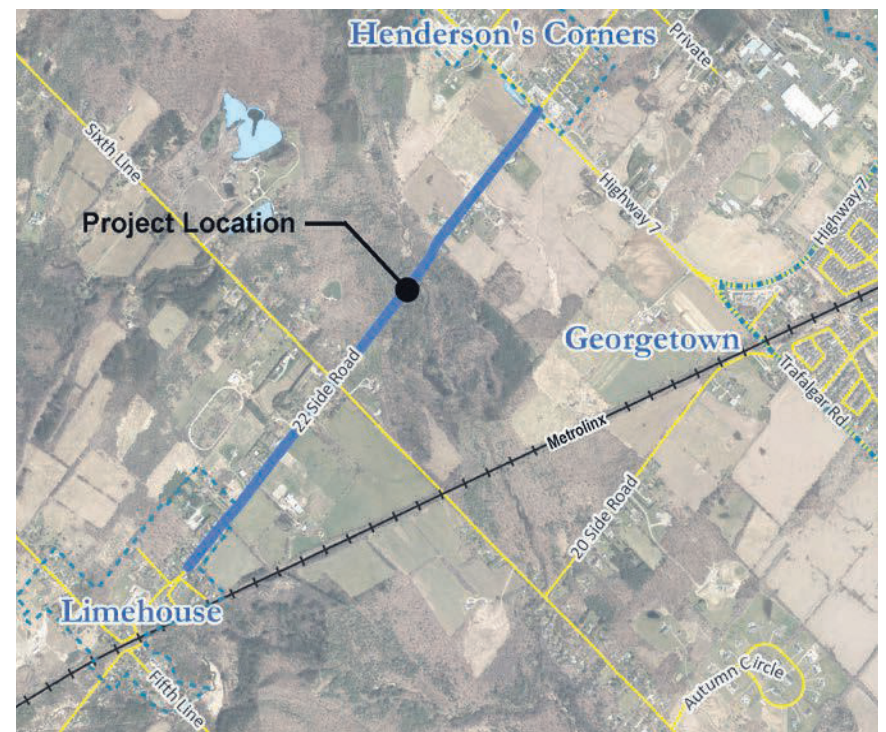 Henderson's Corners
Private
Sixth Line
Project Location
Highway 7
Highway 7
Georgetown
22 Side Road
Trafalgar Rd
Metrolinx
20 Side Road
Limehouse
Fifth Line
Autumn Circle